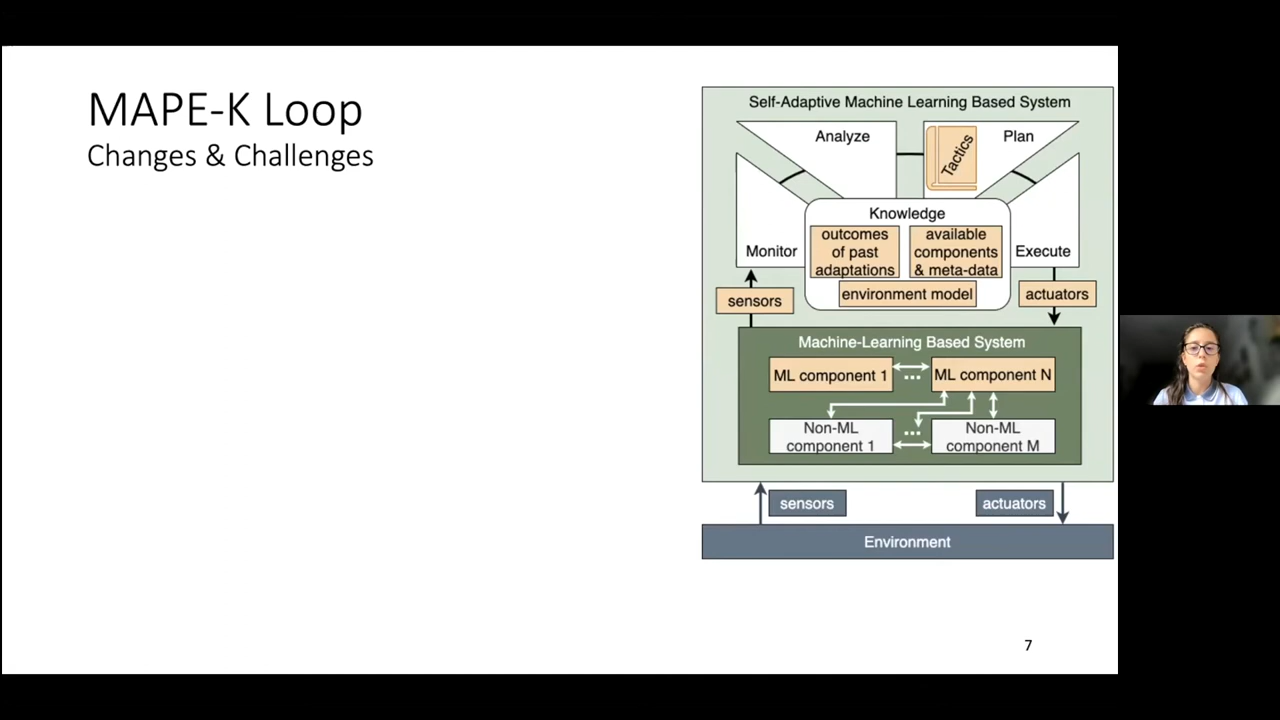 MAPE-K Loop
Changes & Challenges
Self-Adaptive Machine Learning Based System
Analyze
Plan
Tactics
Knowledge
outcomes
of past
adaptations
available
components
& meta-data
environment model
Monitor
Execute
sensors
actuators
Machine-Learning Based System
ML component 1
...
ML component N
Non-ML
component 1
...
Non-ML
component M
sensors
actuators
Environment
7